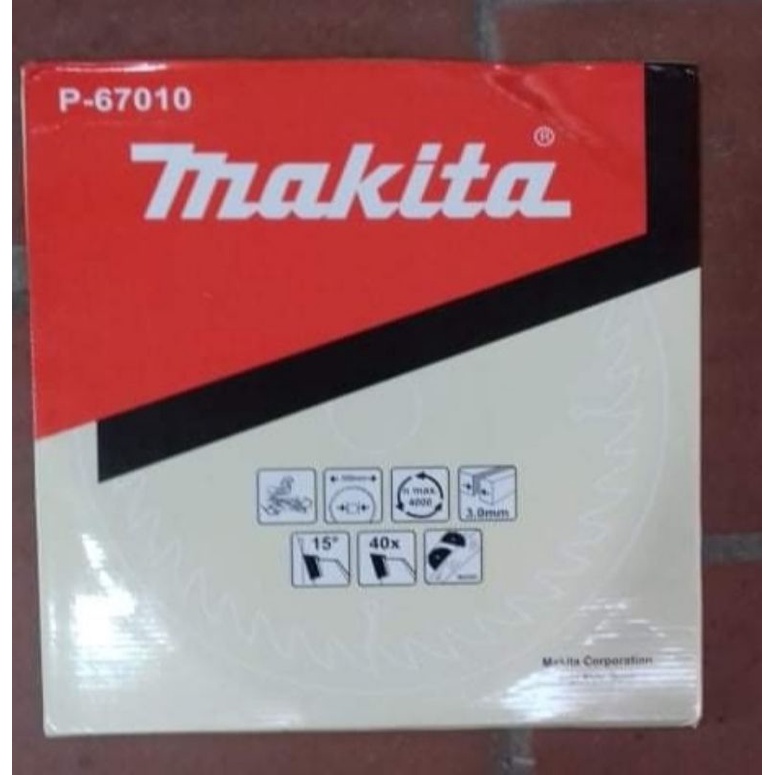 P-67010
makita®
n max
4000
3.0mm
15°
40x
Makita Corporation